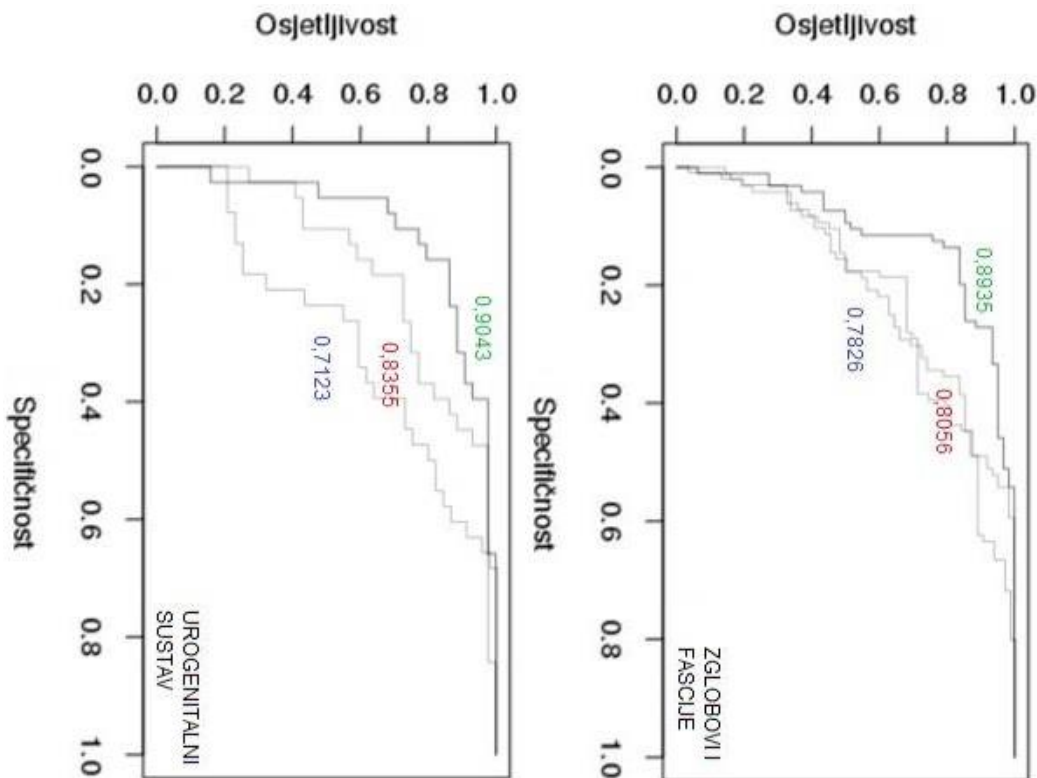 Osjetljivost
0.0 0.2 0.4 0.6 0.8 1.0
0.0
0.2
0.4
0.6
0.8
1.0
Specifičnost
0,9043
0,8355
0,7123
UROGENITALNI
SUSTAV
Osjetljivost
0.0 0.2 0.4 0.6 0.8 1.0
0.0
0.2
0.4
0.6
0.8
1.0
Specifičnost
0,8935
0,7826
0,8056
ZGLOBOVI I
FASCIJE